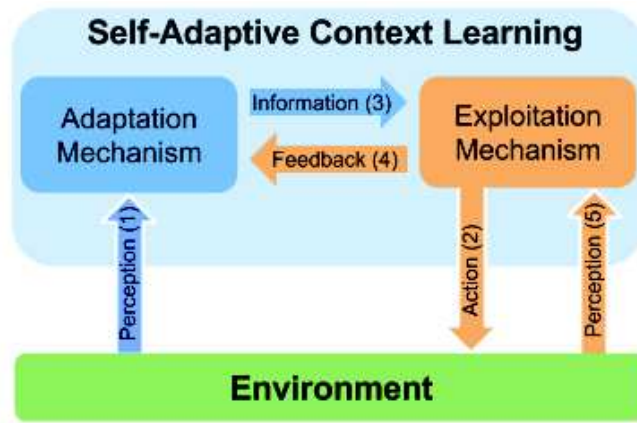 Self-Adaptive Context Learning
Adaptation
Mechanism
Information (3)
Feedback (4)
Exploitation
Mechanism
Perception (1)
Action (2)
Perception (5)
Environment